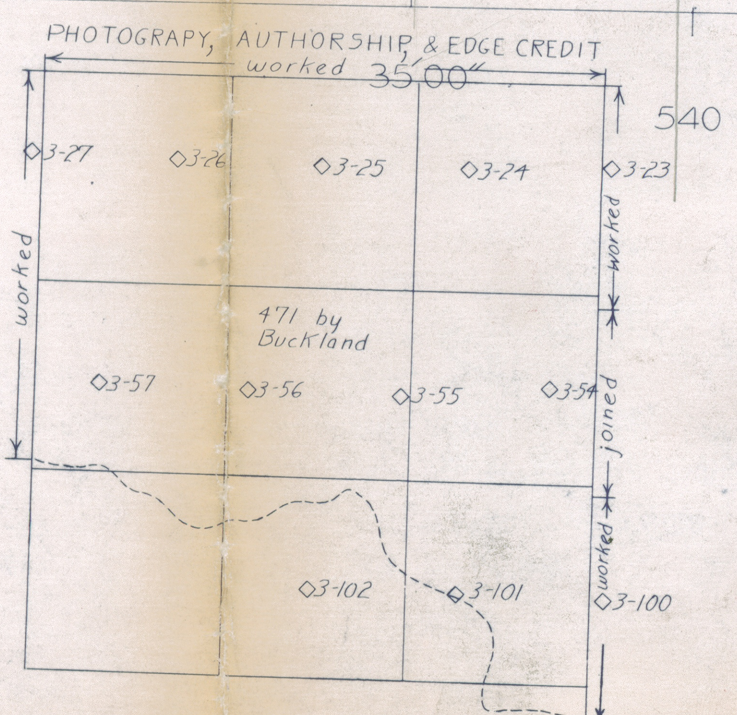 PHOTOGRAPY, AUTHORSHIP, & EDGE CREDIT
worked 35'00"
540
3-27 3-26 3-25 3-24 3-23
worked
worked
471 by
Buckland
3-57 3-56 3-55 3-54
joined
worked
3-102 3-101 3-100